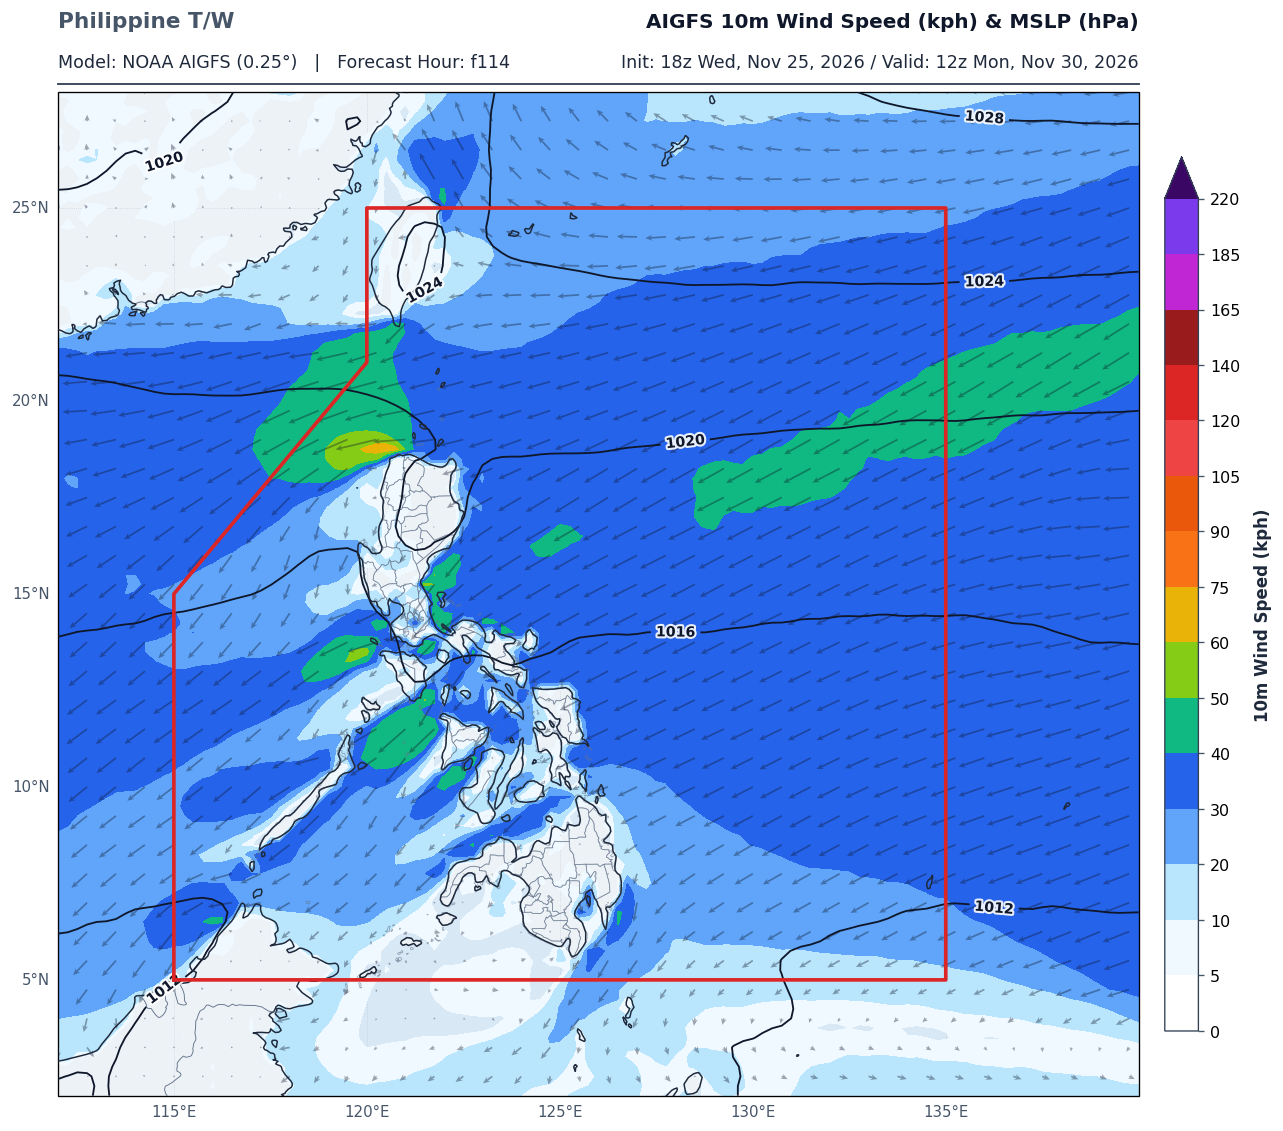 Philippine T/W
AIGFS 10m Wind Speed (kph) & MSLP (hPa)
Model: NOAA AIGFS (0.25°) | Forecast Hour: f114
Init: 18z Wed, Nov 25, 2026 / Valid: 12z Mon, Nov 30, 2026
1028
1020
25°N
1024
1024
20°N
1020
15°N
1016
10°N
1012
5°N
1012
115°E
120°E
125°E
130°E
135°E
220
185
165
140
120
105
90
75
60
50
40
30
20
10
5
0
10m Wind Speed (kph)